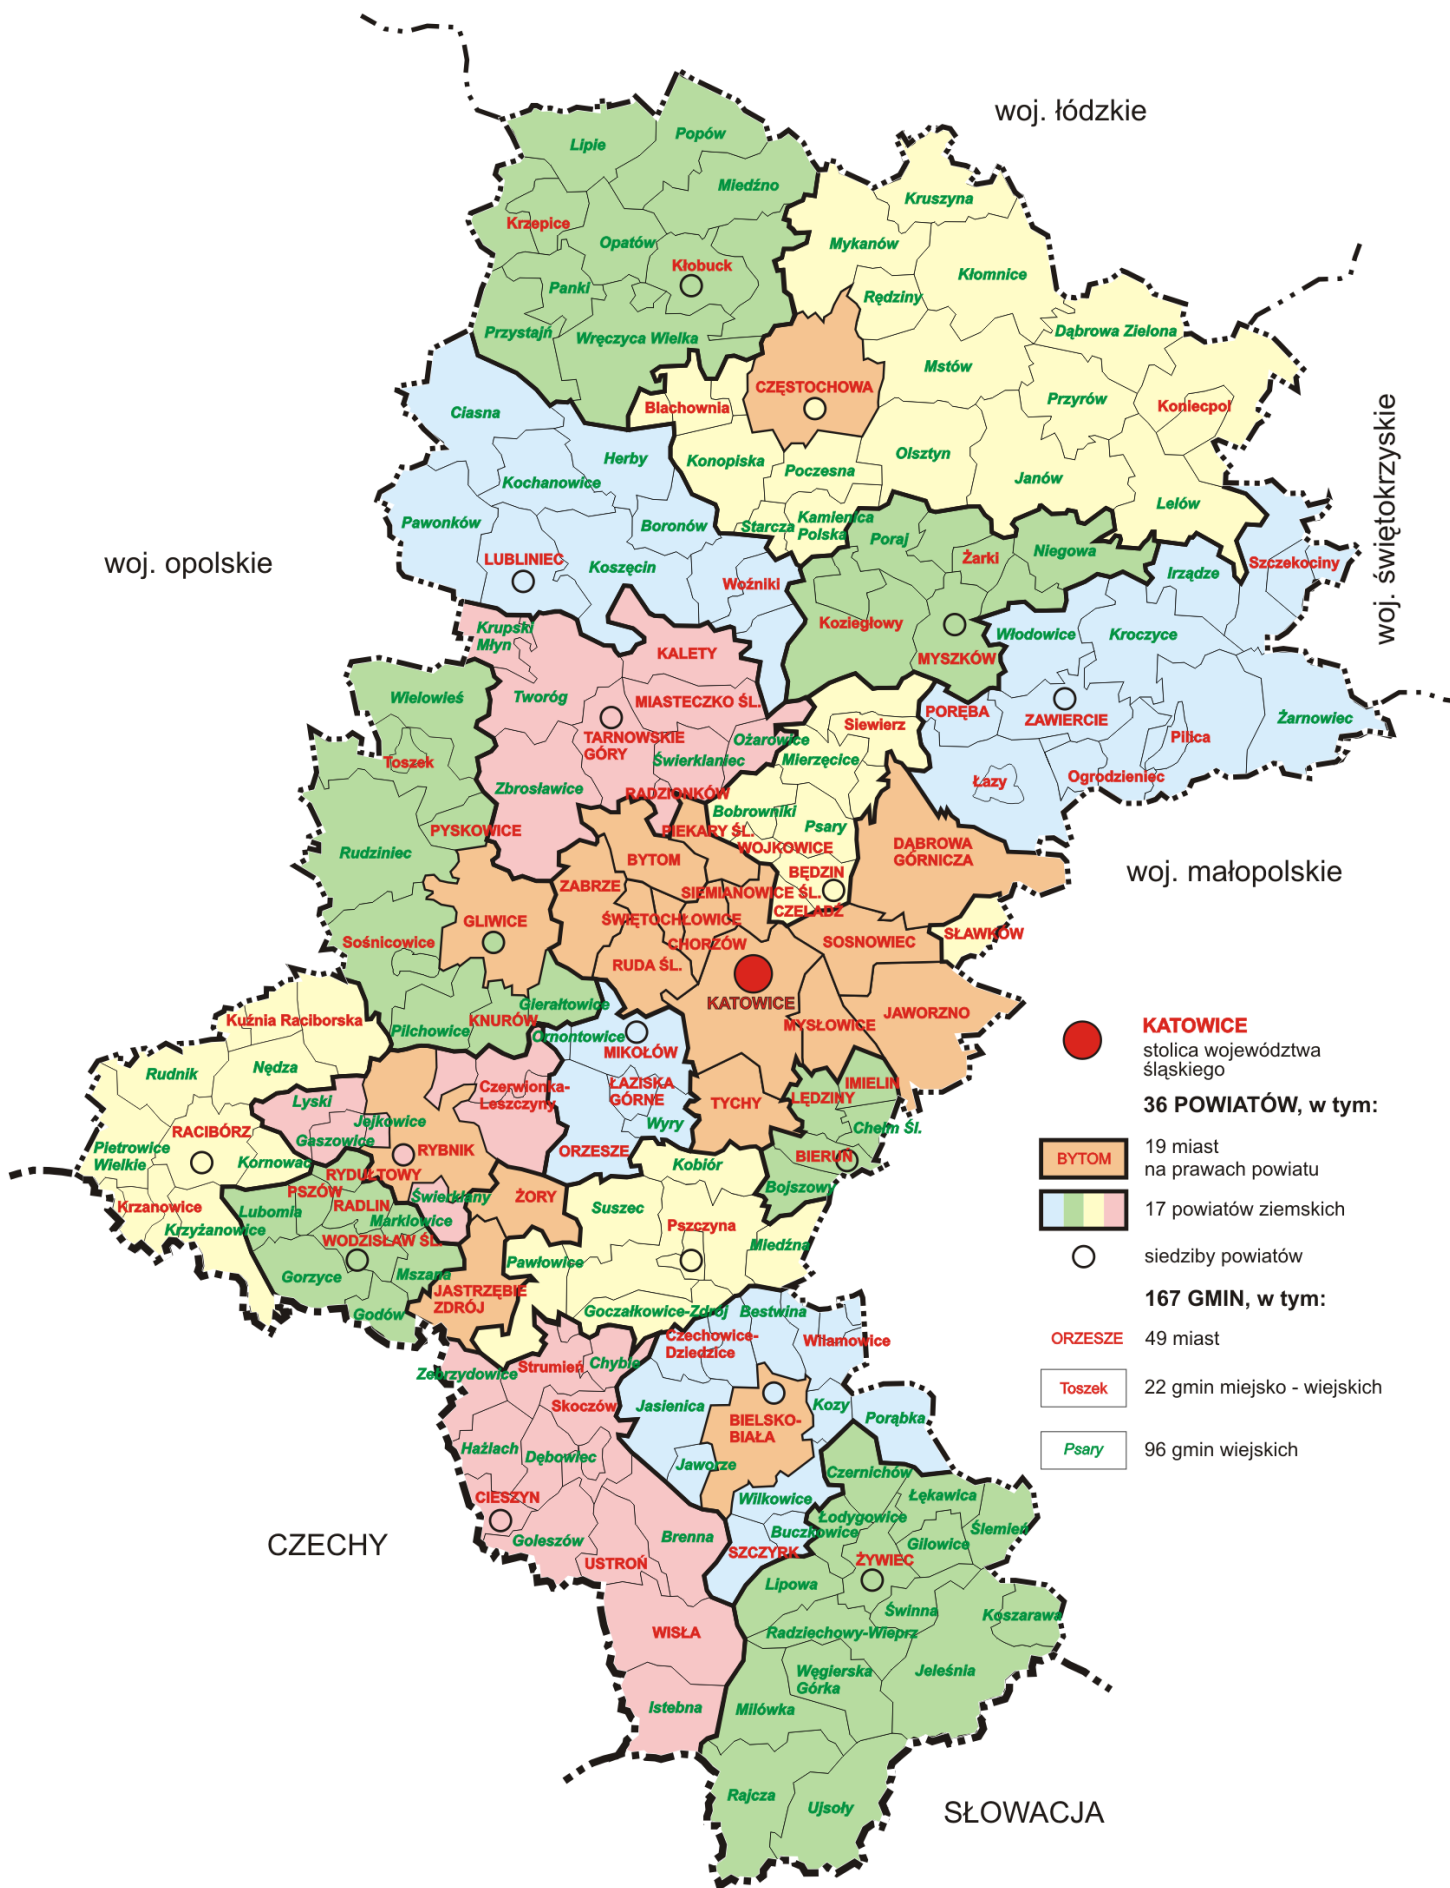 woj. łódzkie
Lipie
Popów
Miedźno
Kruszyna
Krzepice
Opatów
Mykanów
Kłobuck
Kłomnice
Panki
Rędziny
Przystajń
Wręczyca Wielka
Dąbrowa Zielona
Mstów
CZĘSTOCHOWA
Przyrów
Blachownia
Koniecpol
Ciasna
woj. świętokrzyskie
Herby
Konopiska
Poczesna
Olsztyn
Janów
Kochanowice
Lelów
Pawonków
Boronów
Starcza
Kamienica
Polska
Poraj
Niegowa
woj. opolskie
LUBLINIEC
Koszęcin
Woźniki
Żarki
Irządze
Szczekociny
Krupski
Młyn
Koziegłowy
Włodowice
Kroczyce
KALETY
MYSZKÓW
Wielowieś
Tworóg
MIASTECZKO ŚL.
PORĘBA
ZAWIERCIE
Żarnowiec
Siewierz
TARNOWSKIE
GÓRY
Ożarowice
Pilica
Toszek
Świerklaniec
Mierzęcice
Łazy
Ogrodzieniec
Zbrosławice
RADZIONKÓW
Bobrowniki
Psary
PYSKOWICE
PIEKARY ŚL.
WOJKOWICE
DĄBROWA
GÓRNICZA
Rudziniec
BYTOM
BĘDZIN
woj. małopolskie
ZABRZE
SIEMIANOWICE ŚL.
CZELADŹ
GLIWICE
ŚWIĘTOCHŁOWICE
SŁAWKÓW
Sośnicowice
CHORZÓW
SOSNOWIEC
RUDA ŚL.
KATOWICE
Gierałtowice
JAWORZNO
Kuźnia Raciborska
Pilchowice
KNURÓW
Ornontowice
MYSŁOWICE
MIKOŁÓW
Nędza
Rudnik
Czerwionka-
Leszczyny
ŁAZISKA
GÓRNE
TYCHY
LĘDZINY
IMIELIN
Lyski
Jejkowice
Wyry
Chełm Śl.
RACIBÓRZ
Gaszowice
RYBNIK
ORZESZE
BIERUŃ
Pietrowice
Wielkie
Kornowac
Kobiór
RYDUŁTOWY
Bojszowy
PSZÓW
RADLIN
Świerklany
ŻORY
Suszec
Krzanowice
Lubomia
Marklowice
Pszczyna
Krzyżanowice
WODZISŁAW ŚL.
Miedźna
Gorzyce
Mszana
Pawłowice
JASTRZĘBIE
ZDRÓJ
Godów
Goczałkowice-Zdrój
Bestwina
Czechowice-
Dziedzice
Wilamowice
Zebrzydowice
Strumień
Chybie
Skoczów
Jasienica
Kozy
Porąbka
BIELSKO-
BIAŁA
Hażlach
Dębowiec
Jaworze
Czernichów
CIESZYN
Wilkowice
Łękawica
Łodygowice
Ślemień
CZECHY
Goleszów
Brenna
Buczkowice
Gilowice
USTROŃ
SZCZYRK
ŻYWIEC
Lipowa
Świnna
Koszarawa
WISŁA
Radziechowy-Wieprz
Węgierska
Górka
Jeleśnia
Istebna
Milówka
Rajcza
Ujsoły
SŁOWACJA
KATOWICE
stolica województwa
śląskiego
36 POWIATÓW, w tym:
BYTOM
19 miast
na prawach powiatu
17 powiatów ziemskich
siedziby powiatów
167 GMIN, w tym:
ORZESZE
49 miast
Toszek
22 gmin miejsko - wiejskich
Psary
96 gmin wiejskich